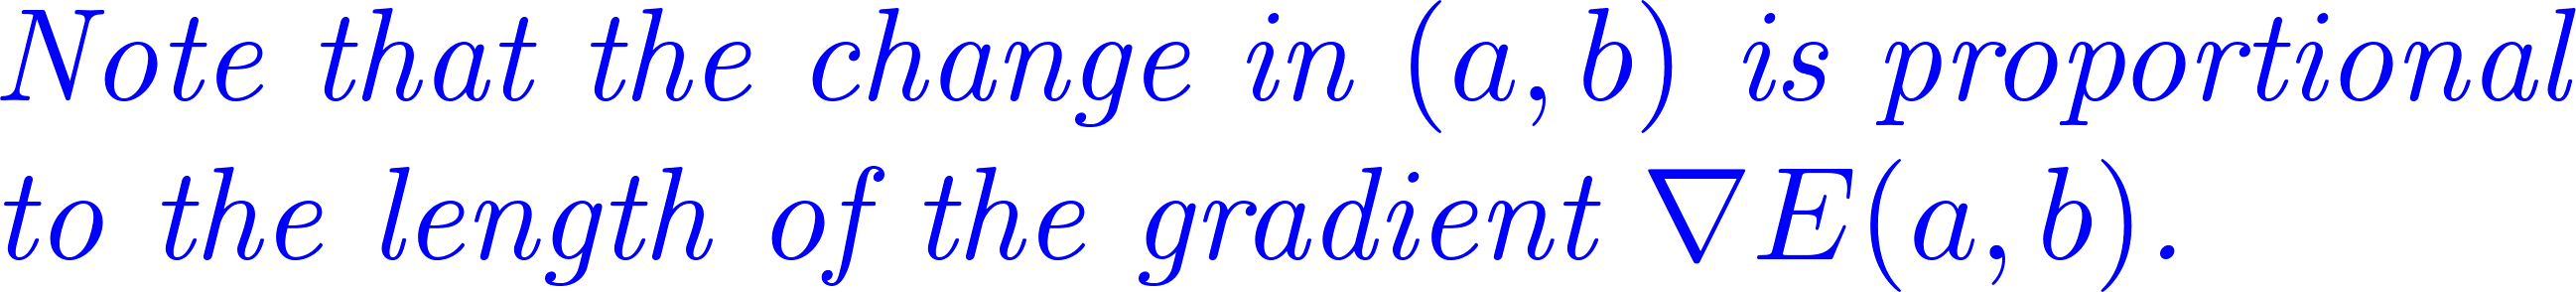 Note that the change in (a, b) is proportional
to the length of the gradient ∇E(a, b).